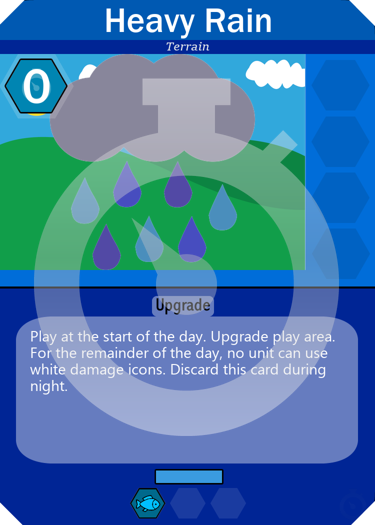 Heavy Rain
Terrain
0
Upgrade
Play at the start of the day. Upgrade play area.
For the remainder of the day, no unit can use
white damage icons. Discard this card during
night.